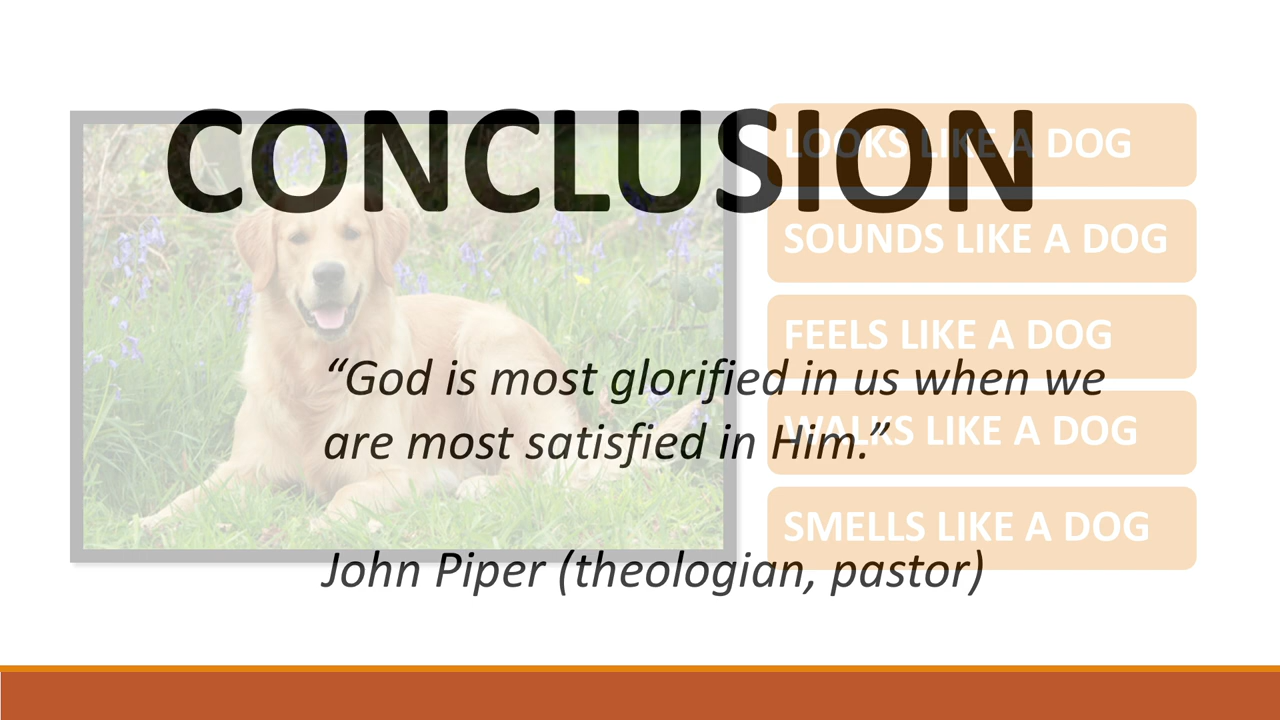 CONCLUSION
LOOKS LIKE A DOG
SOUNDS LIKE A DOG
FEELS LIKE A DOG
WALKS LIKE A DOG
SMELLS LIKE A DOG
“God is most glorified in us when we
are most satisfied in Him.”
John Piper (theologian, pastor)